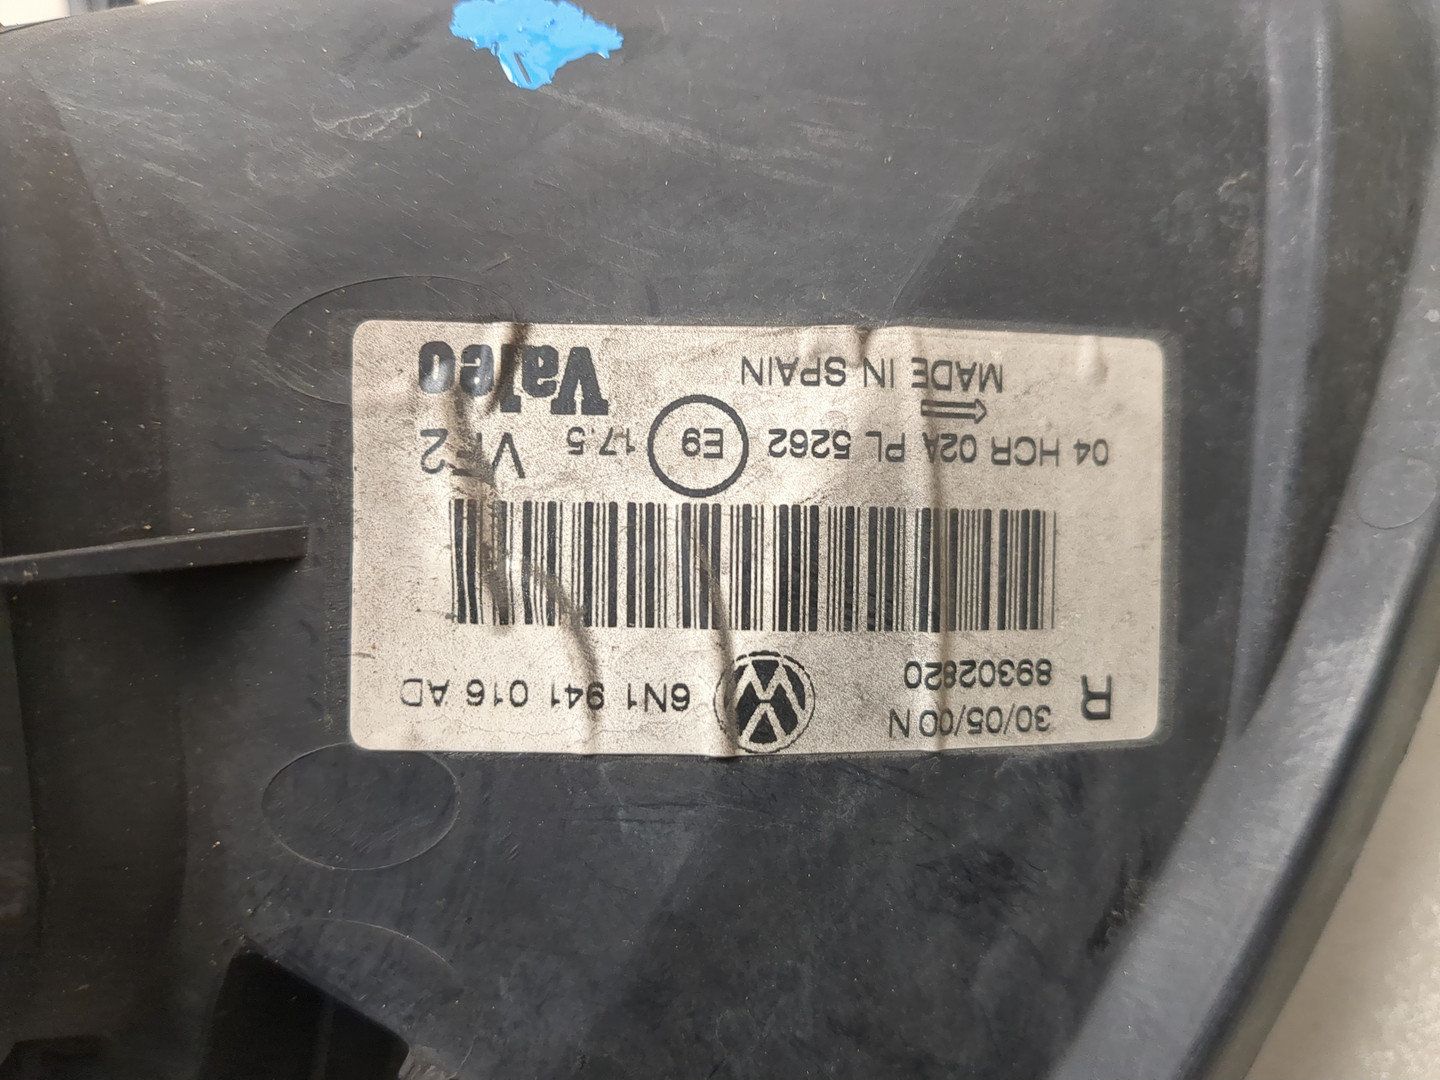 R 30/05/00 N 6N1 941 016 AD
89302820
04 HCR 02A PL 5262 E9 17.5
MADE IN SPAIN Valeo